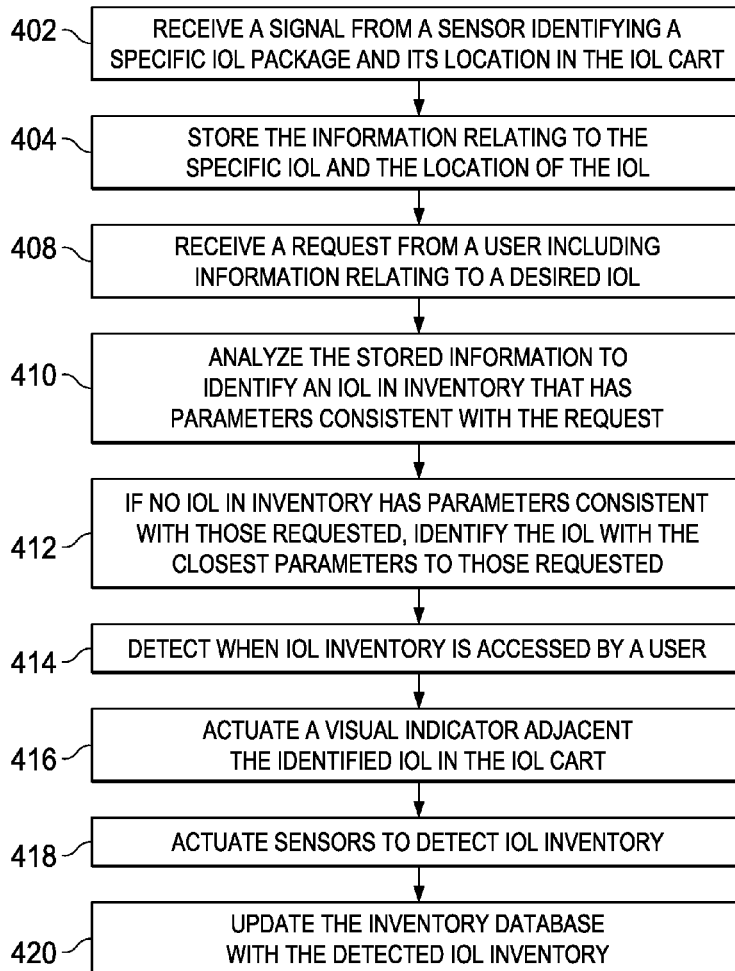 402
RECEIVE A SIGNAL FROM A SENSOR IDENTIFYING A
SPECIFIC IOL PACKAGE AND ITS LOCATION IN THE IOL CART
404
STORE THE INFORMATION RELATING TO THE
SPECIFIC IOL AND THE LOCATION OF THE IOL
408
RECEIVE A REQUEST FROM A USER INCLUDING
INFORMATION RELATING TO A DESIRED IOL
410
ANALYZE THE STORED INFORMATION TO
IDENTIFY AN IOL IN INVENTORY THAT HAS
PARAMETERS CONSISTENT WITH THE REQUEST
412
IF NO IOL IN INVENTORY HAS PARAMETERS CONSISTENT
WITH THOSE REQUESTED, IDENTIFY THE IOL WITH THE
CLOSEST PARAMETERS TO THOSE REQUESTED
414
DETECT WHEN IOL INVENTORY IS ACCESSED BY A USER
416
ACTUATE A VISUAL INDICATOR ADJACENT
THE IDENTIFIED IOL IN THE IOL CART
418
ACTUATE SENSORS TO DETECT IOL INVENTORY
420
UPDATE THE INVENTORY DATABASE
WITH THE DETECTED IOL INVENTORY